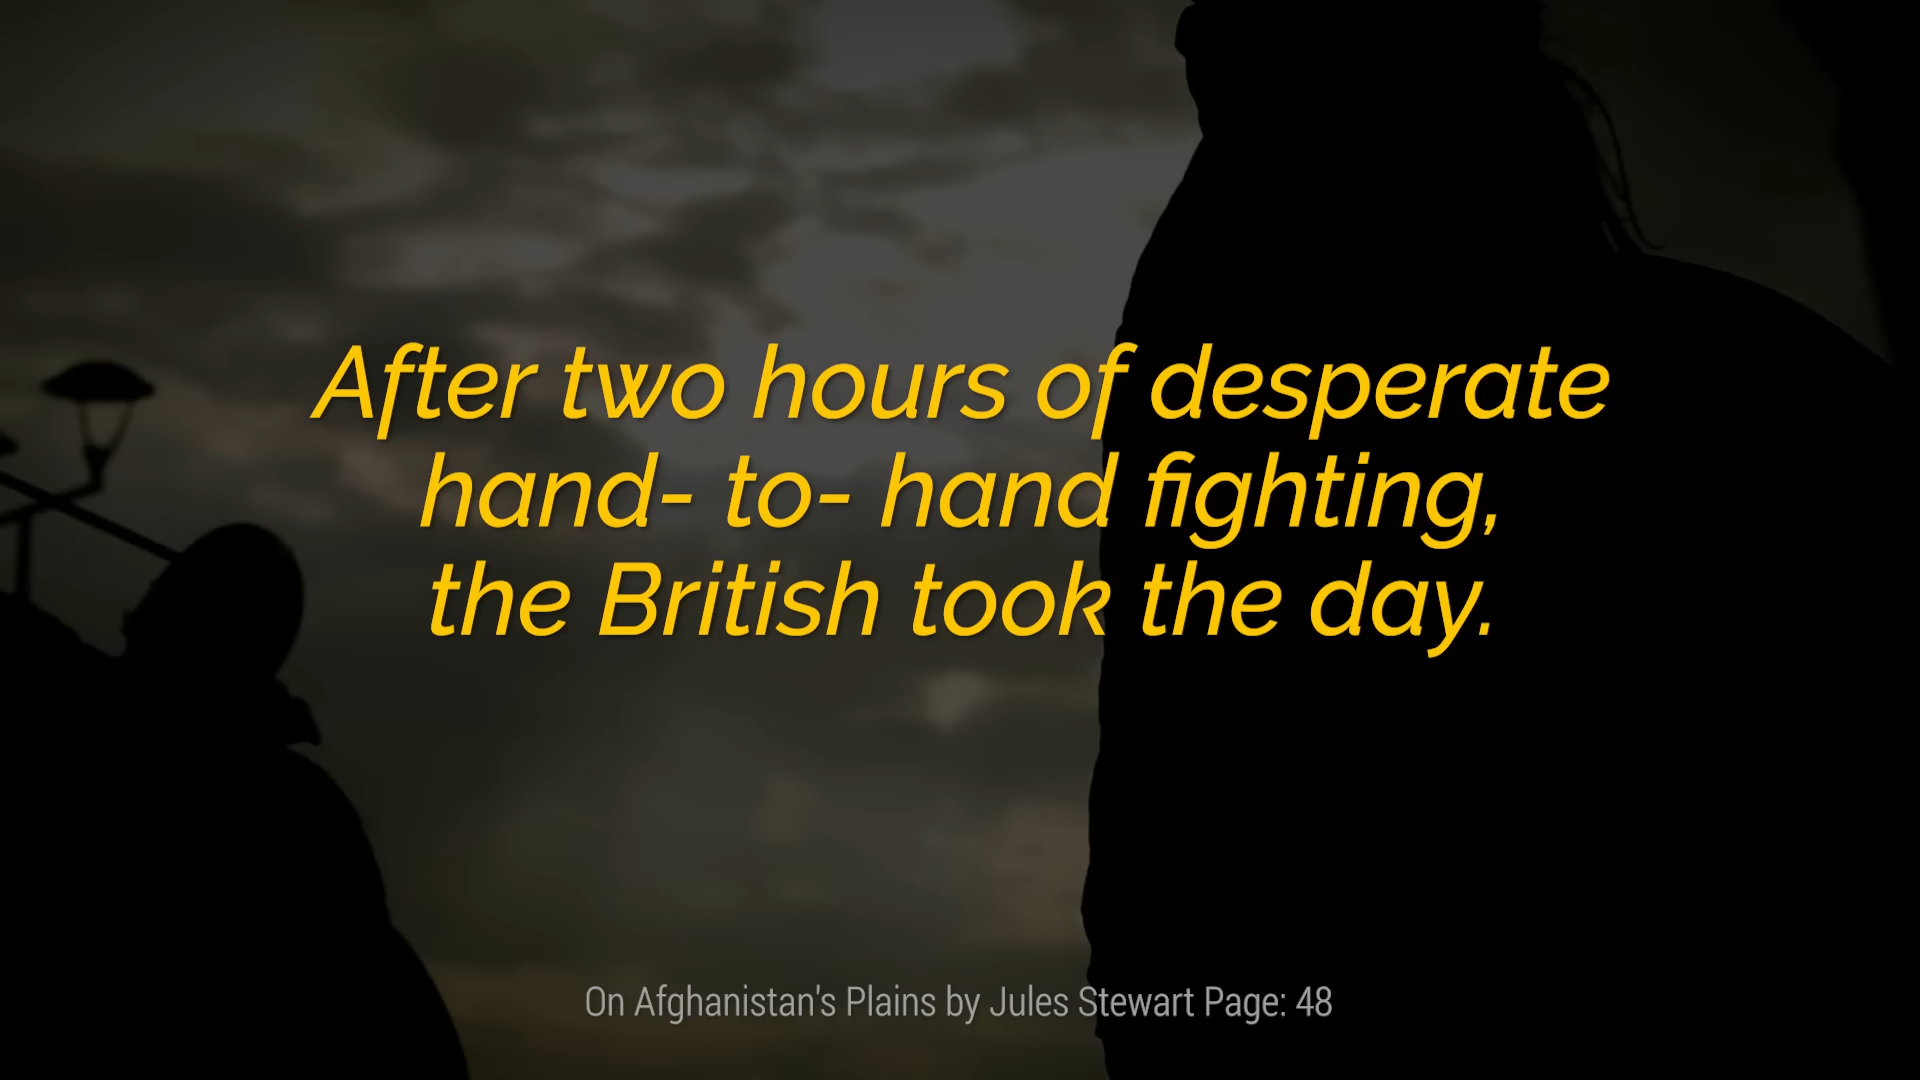 After two hours of desperate
hand- to- hand fighting,
the British took the day.
On Afghanistan's Plains by Jules Stewart Page: 48